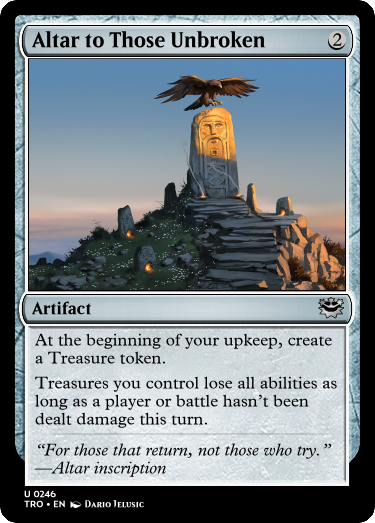 Altar to Those Unbroken 2
Artifact
At the beginning of your upkeep, create
a Treasure token.
Treasures you control lose all abilities as
long as a player or battle hasn't been
dealt damage this turn.
“For those that return, not those who try.”
—Altar inscription
U 0246
TRO • EN Dario Jelusic